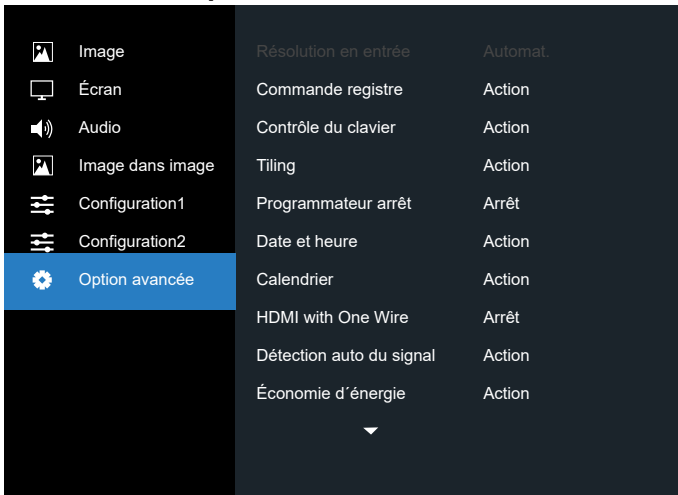 Image
Écran
Audio
Image dans image
Configuration1
Configuration2
Option avancée
Résolution en entrée Automat.
Commande registre Action
Contrôle du clavier Action
Tiling Action
Programmateur arrêt Arrêt
Date et heure Action
Calendrier Action
HDMI with One Wire Arrêt
Détection auto du signal Action
Économie d´énergie Action